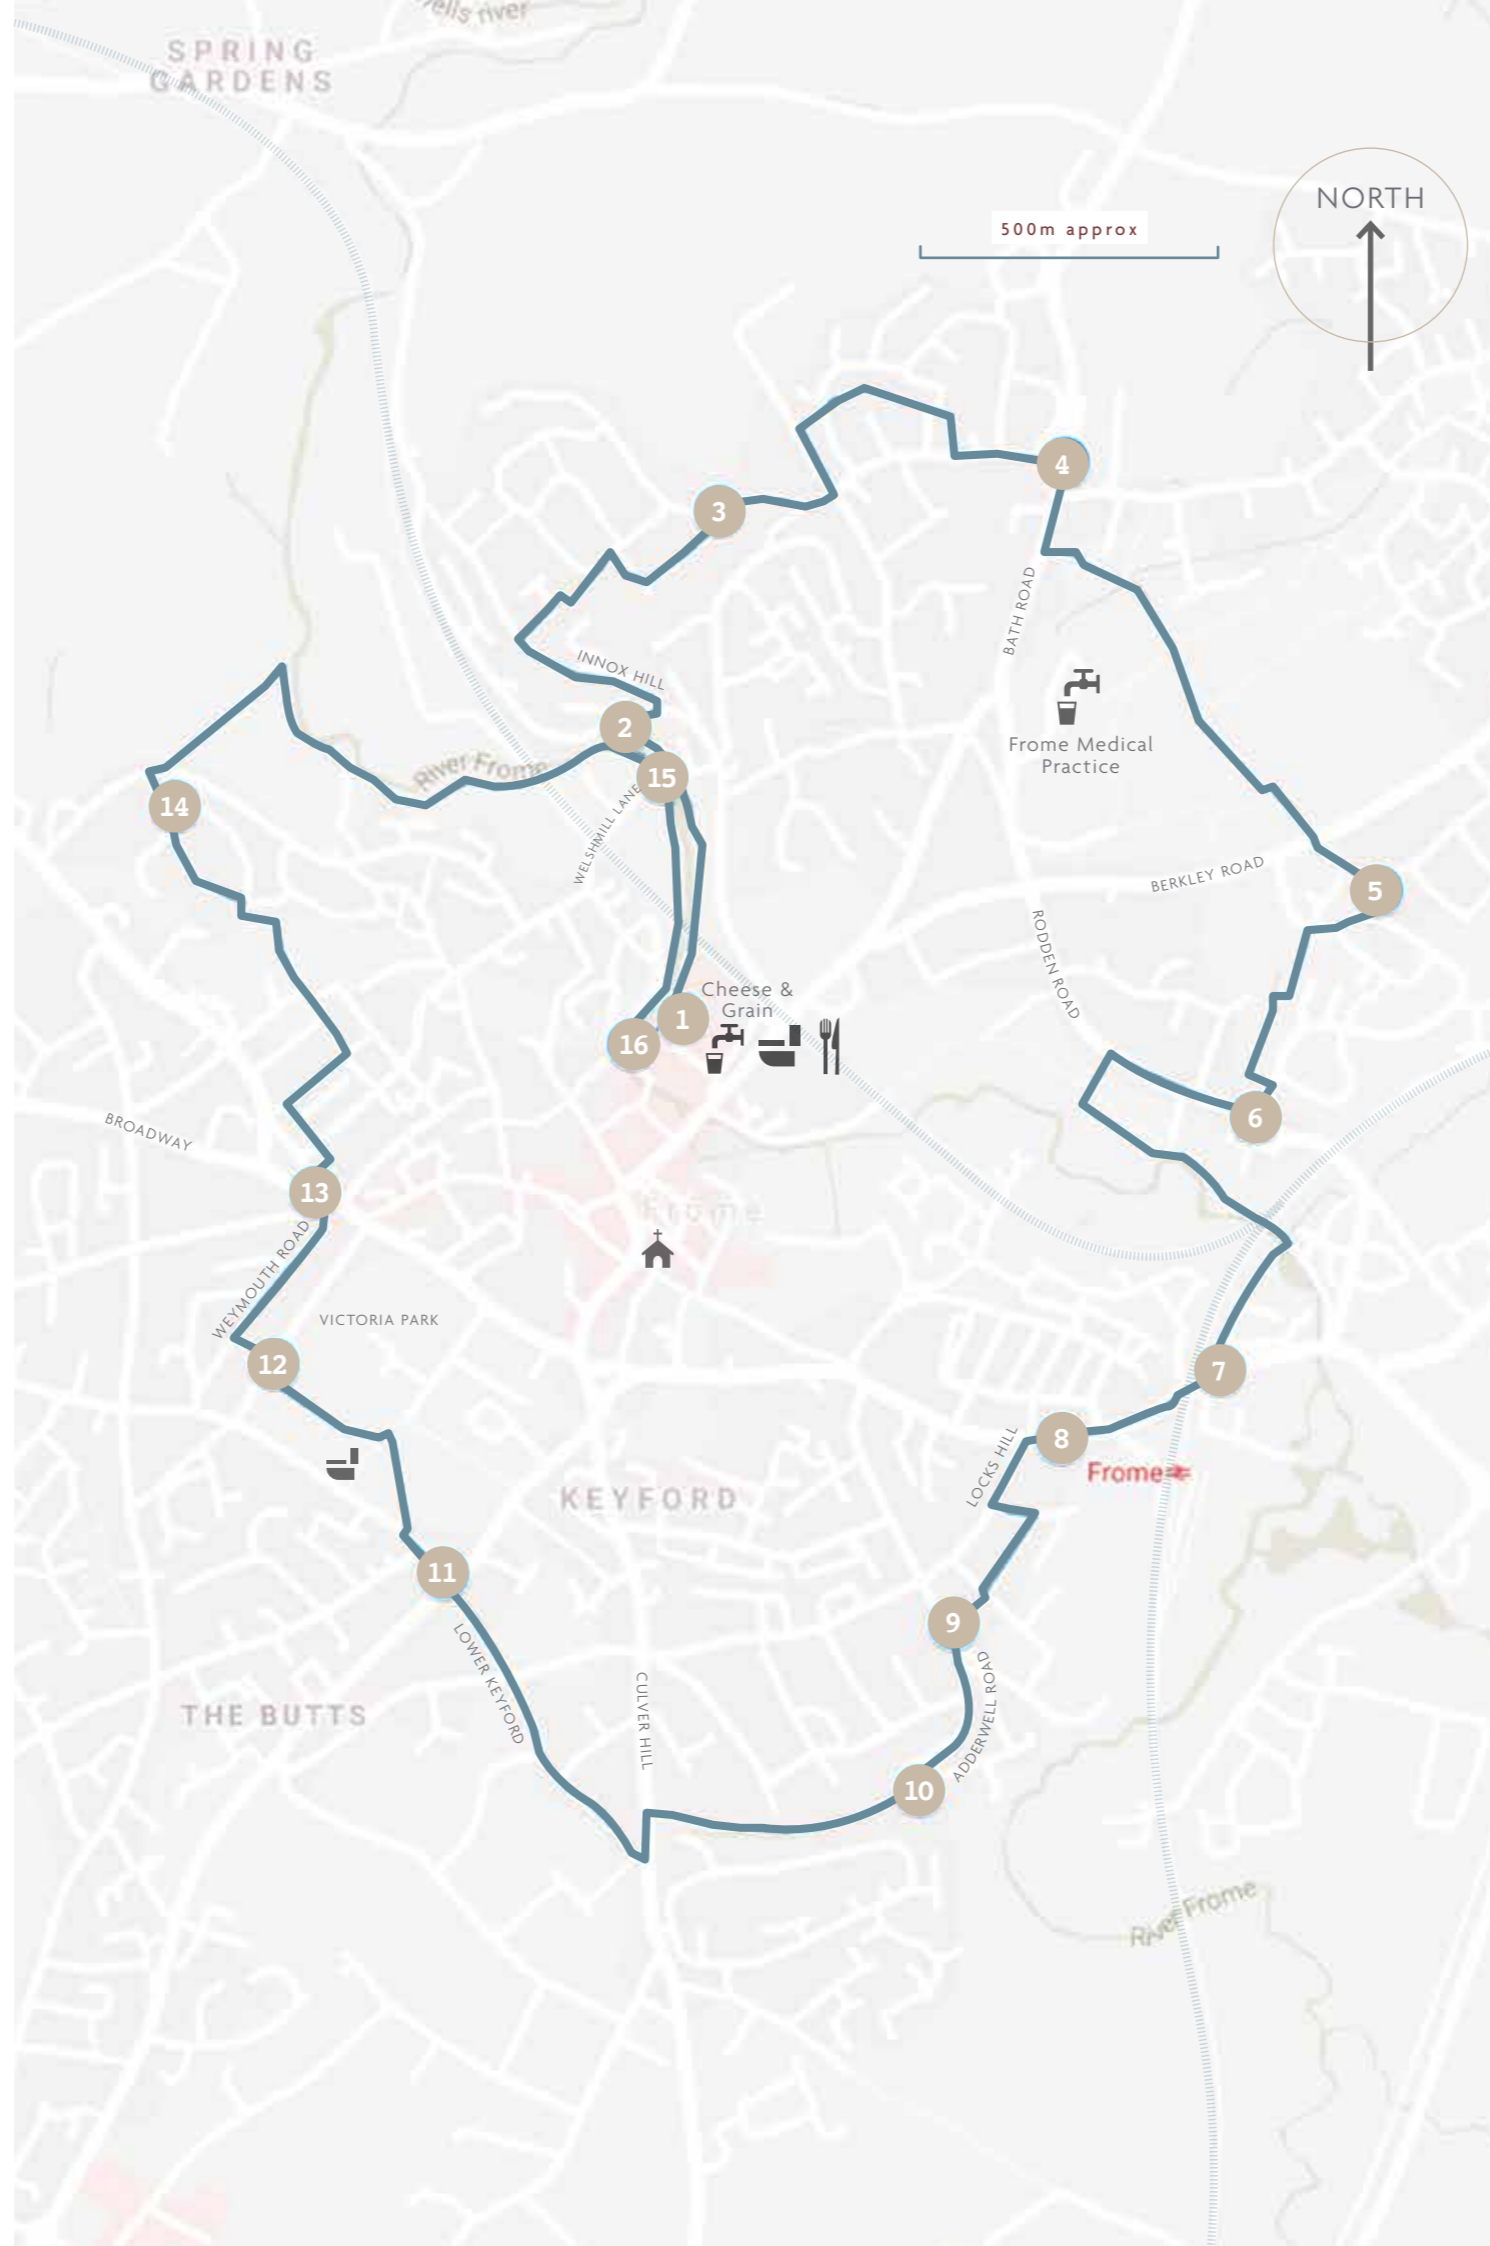 ells river
SPRING
GARDENS
NORTH
500m approx
4
3
BATH ROAD
INNOX HILL
2
Frome Medical
Practice
River Frome
15
14
WELSHMILL LANE
BERKLEY ROAD
5
RODDEN ROAD
Cheese &
Grain
1
16
6
BROADWAY
13
Frome
WEYMOUTH ROAD
VICTORIA PARK
12
7
8
LOCKS HILL
Frome
KEYFORD
11
9
LOWER KEYFORD
CULVER HILL
ADDERWELL ROAD
THE BUTTS
10
River Frome